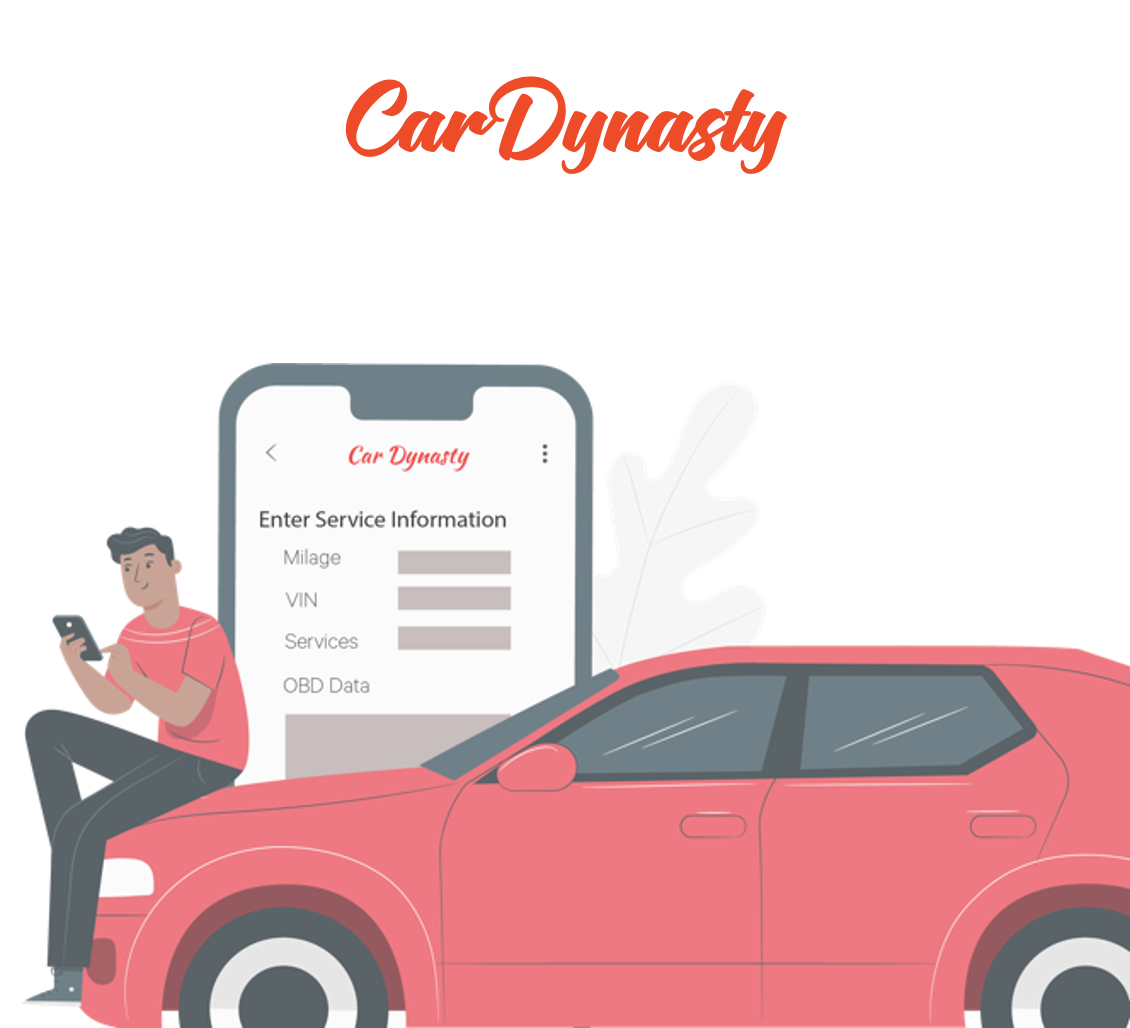 CarDynasty
Car Dynasty
Enter Service Information
Milage
VIN
Services
OBD Data